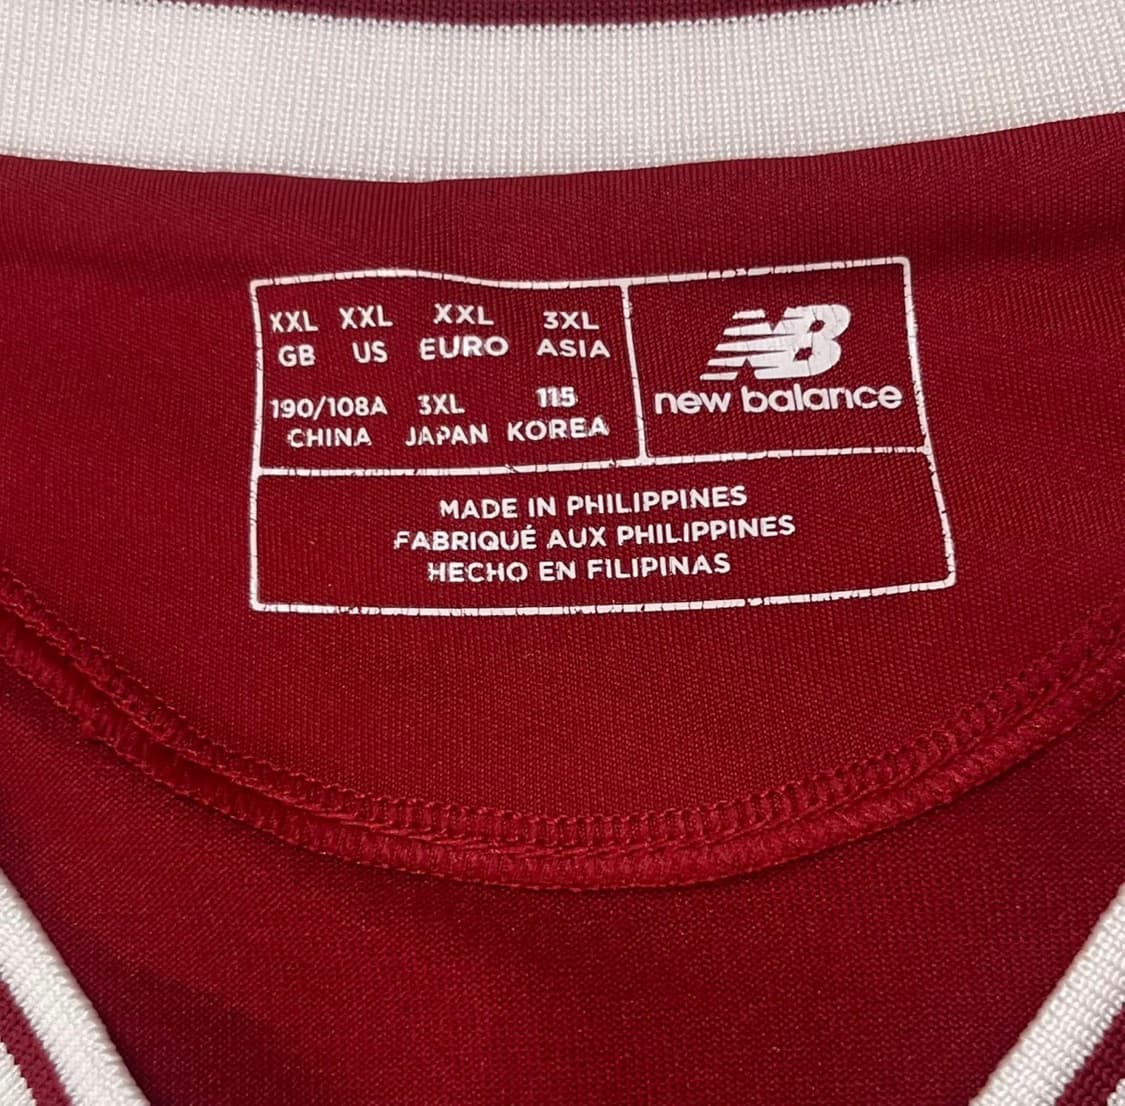 XXL XXL XXL 3XL
GB US EURO ASIA
190/108A 3XL 115
CHINA JAPAN KOREA
NB
new balance
MADE IN PHILIPPINES
FABRIQUÉ AUX PHILIPPINES
HECHO EN FILIPINAS